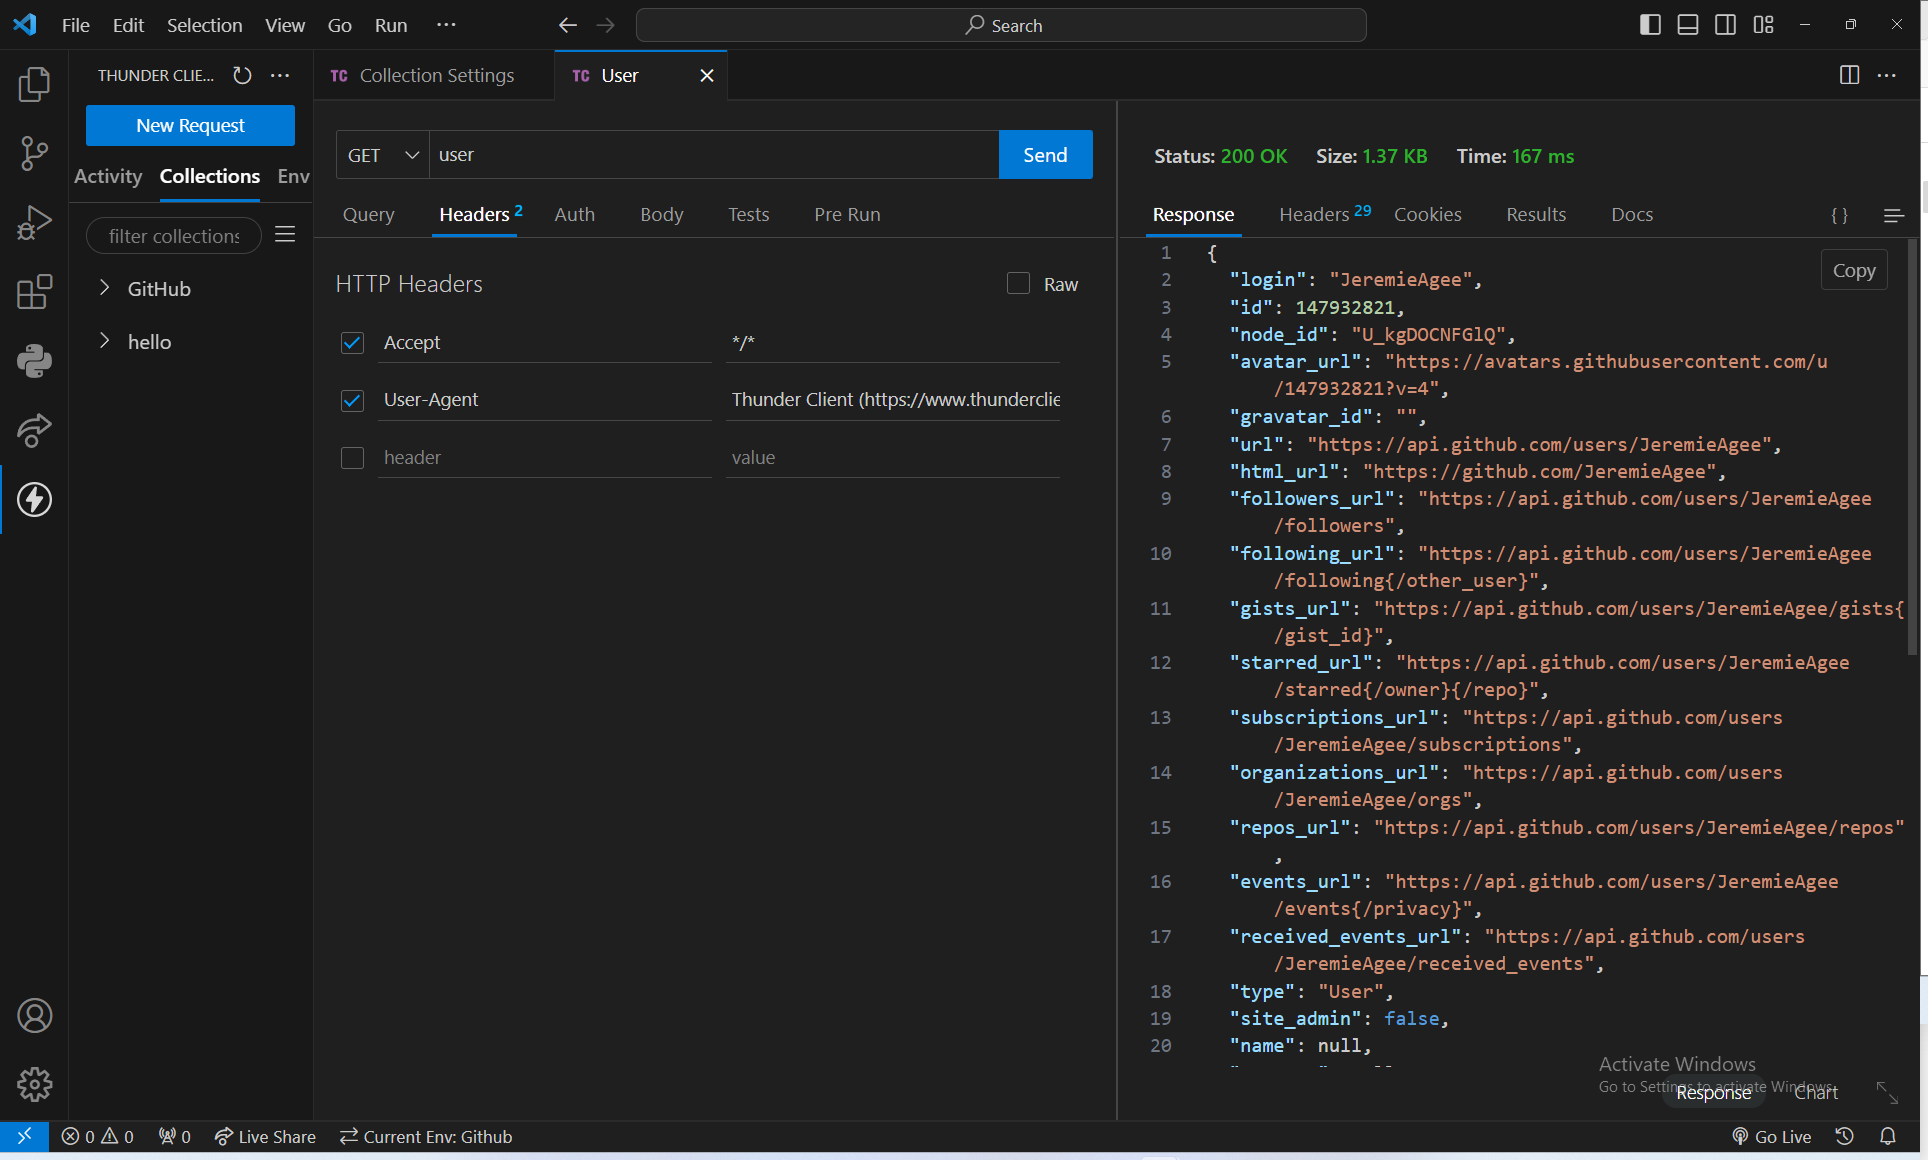 File Edit Selection View Go Run ···
Search
THUNDER CLIE... ···
TC Collection Settings
TC User
New Request
Activity Collections Env
filter collections
GitHub
hello
GET user Send
Query Headers 2 Auth Body Tests Pre Run
HTTP Headers Raw
Accept */*
User-Agent Thunder Client (https://www.thunderclie
header value
Status: 200 OK Size: 1.37 KB Time: 167 ms
Response Headers 29 Cookies Results Docs {}
Copy
1 {
2 "login": "JeremieAgee",
3 "id": 147932821,
4 "node_id": "U_kgDOCNFGlQ",
5 "avatar_url": "https://avatars.githubusercontent.com/u
/147932821?v=4",
6 "gravatar_id": "",
7 "url": "https://api.github.com/users/JeremieAgee",
8 "html_url": "https://github.com/JeremieAgee",
9 "followers_url": "https://api.github.com/users/JeremieAgee
/followers",
10 "following_url": "https://api.github.com/users/JeremieAgee
/following{/other_user}",
11 "gists_url": "https://api.github.com/users/JeremieAgee/gists{
/gist_id}",
12 "starred_url": "https://api.github.com/users/JeremieAgee
/starred{/owner}{/repo}",
13 "subscriptions_url": "https://api.github.com/users
/JeremieAgee/subscriptions",
14 "organizations_url": "https://api.github.com/users
/JeremieAgee/orgs",
15 "repos_url": "https://api.github.com/users/JeremieAgee/repos"
,
16 "events_url": "https://api.github.com/users/JeremieAgee
/events{/privacy}",
17 "received_events_url": "https://api.github.com/users
/JeremieAgee/received_events",
18 "type": "User",
19 "site_admin": false,
20 "name": null,
Activate Windows
Go to Settings to activate Windows.
Response Chart
0 0 0 Live Share Current Env: Github
Go Live